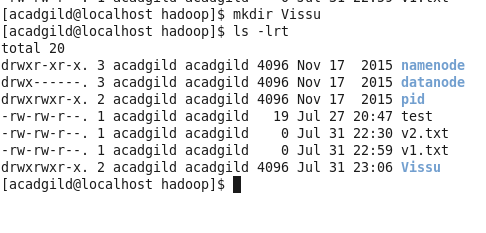 [acadgild@localhost hadoop]$ mkdir Vissu
[acadgild@localhost hadoop]$ ls -lrt
total 20
drwxr-xr-x. 3 acadgild acadgild 4096 Nov 17  2015 namenode
drwx------. 3 acadgild acadgild 4096 Nov 17  2015 datanode
drwxrwxr-x. 2 acadgild acadgild 4096 Nov 17  2015 pid
-rw-rw-r--. 1 acadgild acadgild   19 Jul 27 20:47 test
-rw-rw-r--. 1 acadgild acadgild    0 Jul 31 22:30 v2.txt
-rw-rw-r--. 1 acadgild acadgild    0 Jul 31 22:59 v1.txt
drwxrwxr-x. 2 acadgild acadgild 4096 Jul 31 23:06 Vissu
[acadgild@localhost hadoop]$